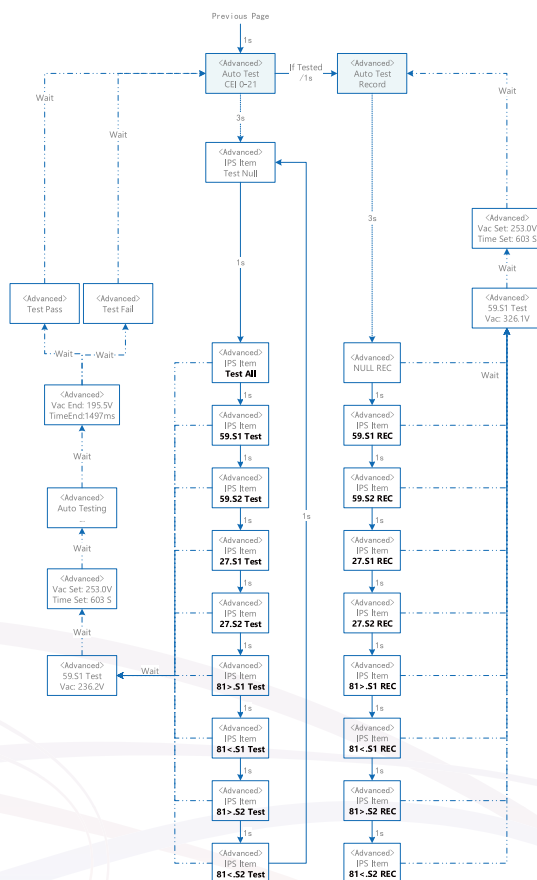 Previous Page
1s
<Advanced>
Auto Test
CEI 0-21
If Tested
/1s
<Advanced>
Auto Test
Record
Wait
Wait
Wait
3s
<Advanced>
IPS Item
Test Null
3s
<Advanced>
Vac Set: 253.0V
Time Set: 603 S
Wait
1s
<Advanced>
Test Pass
<Advanced>
Test Fail
<Advanced>
59.S1 Test
Vac: 326.1V
Wait
Wait
<Advanced>
IPS Item
Test All
<Advanced>
NULL REC
Wait
<Advanced>
Vac End: 195.5V
TimeEnd:1497ms
1s
1s
<Advanced>
IPS Item
59.S1 Test
<Advanced>
IPS Item
59.S1 REC
Wait
1s
1s
<Advanced>
Auto Testing
...
<Advanced>
IPS Item
59.S2 Test
<Advanced>
IPS Item
59.S2 REC
1s
1s
1s
Wait
<Advanced>
IPS Item
27.S1 Test
<Advanced>
IPS Item
27.S1 REC
<Advanced>
Vac Set: 253.0V
Time Set: 603 S
1s
1s
<Advanced>
IPS Item
27.S2 Test
<Advanced>
IPS Item
27.S2 REC
Wait
1s
1s
<Advanced>
59.S1 Test
Vac: 236.2V
Wait
<Advanced>
IPS Item
81>.S1 Test
<Advanced>
IPS Item
81>.S1 REC
1s
1s
<Advanced>
IPS Item
81<.S1 Test
<Advanced>
IPS Item
81<.S1 REC
1s
1s
<Advanced>
IPS Item
81>.S2 Test
<Advanced>
IPS Item
81>.S2 REC
1s
1s
<Advanced>
IPS Item
81<.S2 Test
<Advanced>
IPS Item
81<.S2 REC